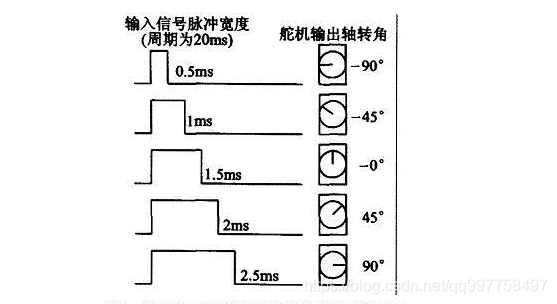 输入信号脉冲宽度
(周期为20ms)
舵机输出轴转角
0.5ms
−90°
1ms
−45°
1.5ms
−0°
2ms
45°
2.5ms
90°
https://blog.csdn.net/qq997758497